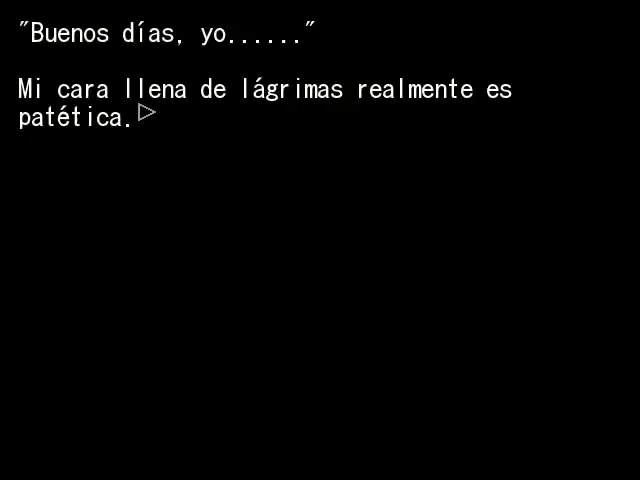 "Buenos días, yo......"
Mi cara llena de lágrimas realmente es
patética.